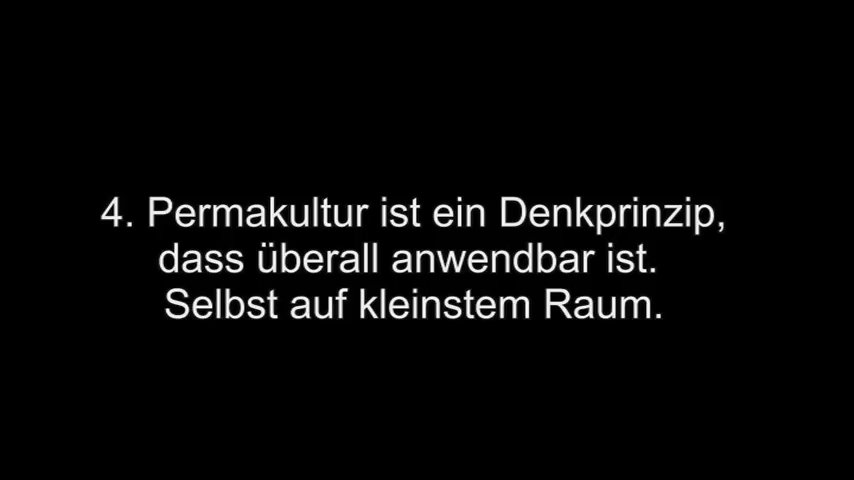 4. Permakultur ist ein Denkprinzip,
dass überall anwendbar ist.
Selbst auf kleinstem Raum.